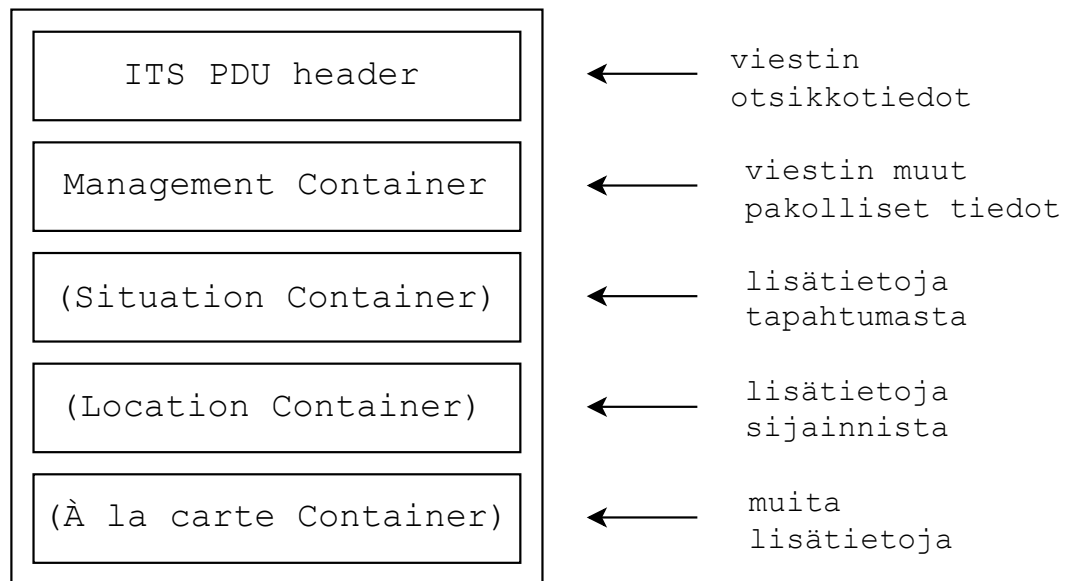 ITS PDU header
viestin
otsikkotiedot
Management Container
viestin muut
pakolliset tiedot
(Situation Container)
lisätietoja
tapahtumasta
(Location Container)
lisätietoja
sijainnista
(À la carte Container)
muita
lisätietoja